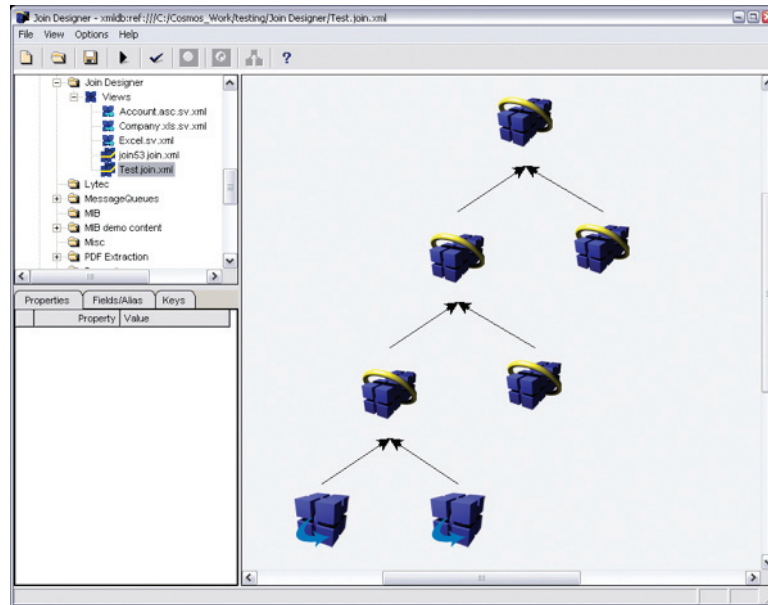 Join Designer - xmldb:ref:///C:/Cosmos_Work/testing/Join Designer/Test.join.xml
File View Options Help
Join Designer
Views
Account.asc.sv.xml
Company.xls.sv.xml
Excel.sv.xml
join53.join.xml
Test.join.xml
Lytec
MessageQueues
MIB
MIB demo content
Misc
PDF Extraction
Properties Fields/Alias Keys
Property Value